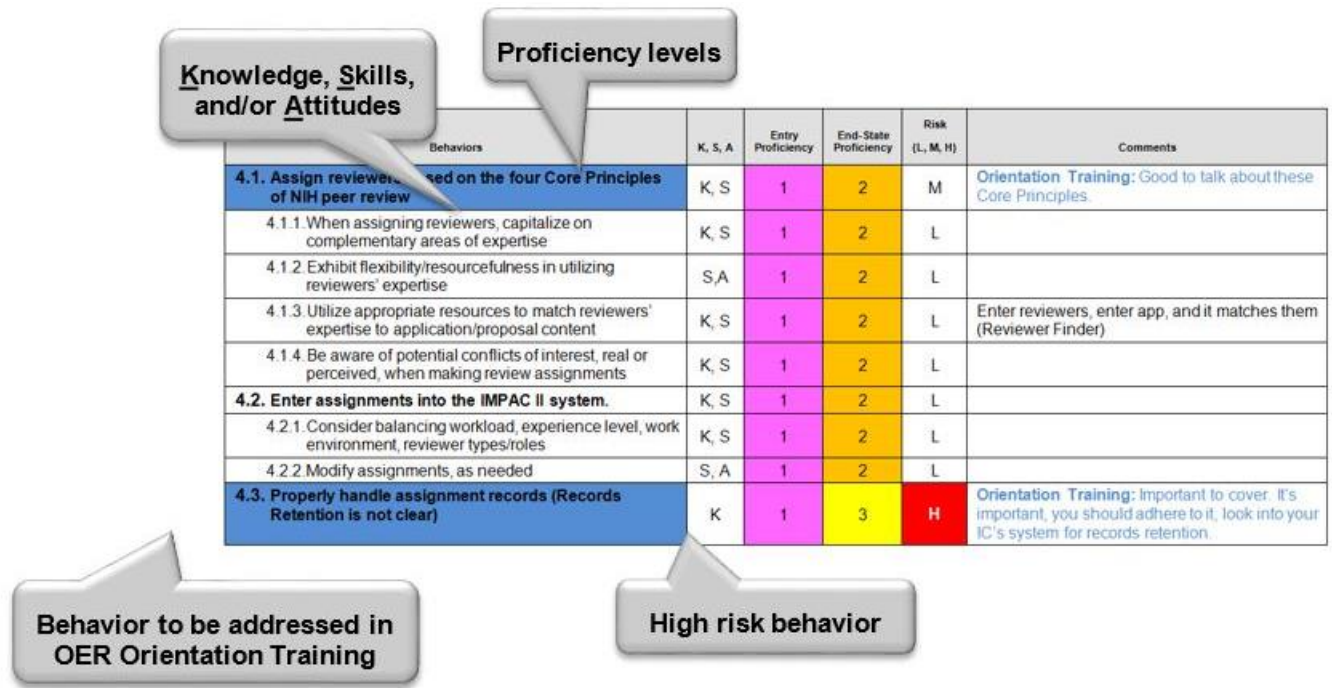 Proficiency levels
Knowledge, Skills,
and/or Attitudes
Behaviors
K, S, A
Entry
Proficiency
End-State
Proficiency
Risk
(L, M, H)
Comments
4.1. Assign reviewers sed on the four Core Principles
of NIH peer review
K, S
1
2
M
Orientation Training: Good to talk about these
Core Principles.
4.1.1. When assigning reviewers, capitalize on
complementary areas of expertise
K, S
1
2
L
4.1.2. Exhibit flexibility/resourcefulness in utilizing
reviewers' expertise
S,A
1
2
L
4.1.3. Utilize appropriate resources to match reviewers'
expertise to application/proposal content
K, S
1
2
L
Enter reviewers, enter app, and it matches them
(Reviewer Finder)
4.1.4. Be aware of potential conflicts of interest, real or
perceived, when making review assignments
K, S
1
2
L
4.2. Enter assignments into the IMPAC II system.
K, S
1
2
L
4.2.1. Consider balancing workload, experience level, work
environment, reviewer types/roles
K, S
1
2
L
4.2.2. Modify assignments, as needed
S, A
1
2
L
4.3. Properly handle assignment records (Records
Retention is not clear)
K
1
3
H
Orientation Training: Important to cover. It's
important, you should adhere to it, look into your
IC's system for records retention.
Behavior to be addressed in
OER Orientation Training
High risk behavior